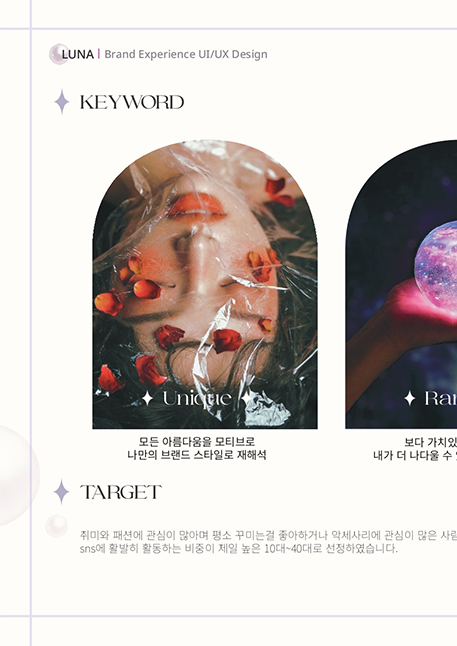 LUNA | Brand Experience UI/UX Design
KEYWORD
Unique
모든 아름다움을 모티브로
나만의 브랜드 스타일로 재해석
보다 가치있
내가 더 나다울 수
TARGET
취미와 패션에 관심이 많아며 평소 꾸미는걸 좋아하거나 악세사리에 관심이 많은 사람
sns에 활발히 활동하는 비중이 제일 높은 10대~40대로 선정하였습니다.